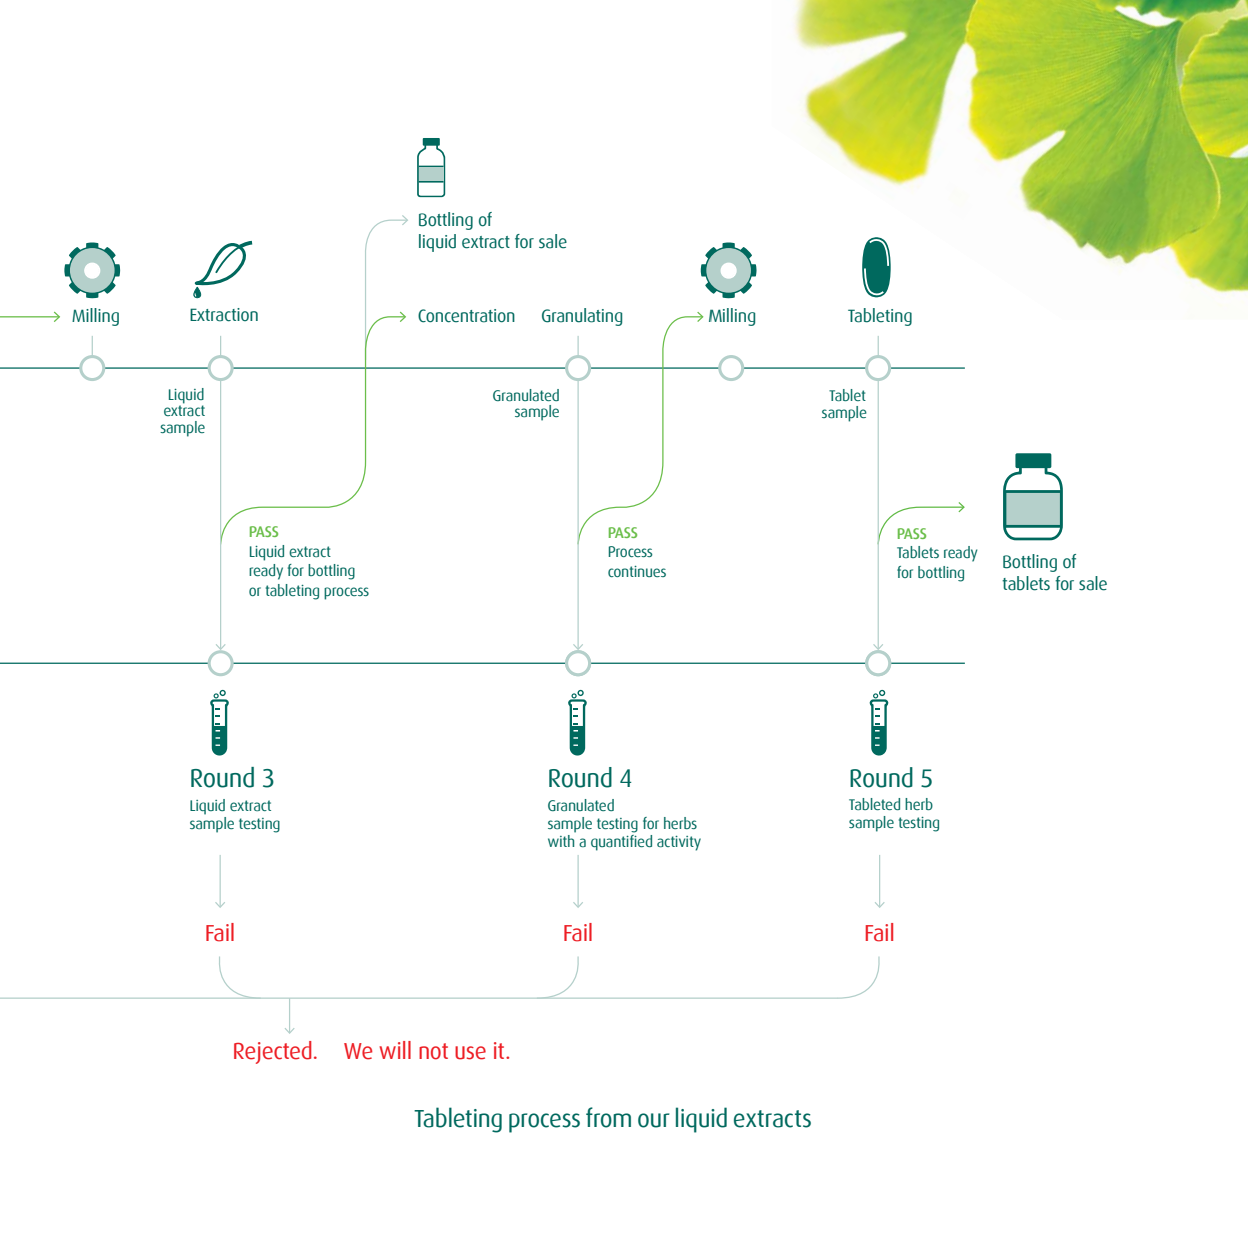 Bottling of
liquid extract for sale
Milling
Extraction
Concentration
Granulating
Milling
Tableting
Liquid
extract
sample
Granulated
sample
Tablet
sample
PASS
Liquid extract
ready for bottling
or tableting process
PASS
Process
continues
PASS
Tablets ready
for bottling
Bottling of
tablets for sale
Round 3
Liquid extract
sample testing
Round 4
Granulated
sample testing for herbs
with a quantified activity
Round 5
Tableted herb
sample testing
Fail
Fail
Fail
Rejected. We will not use it.
Tableting process from our liquid extracts